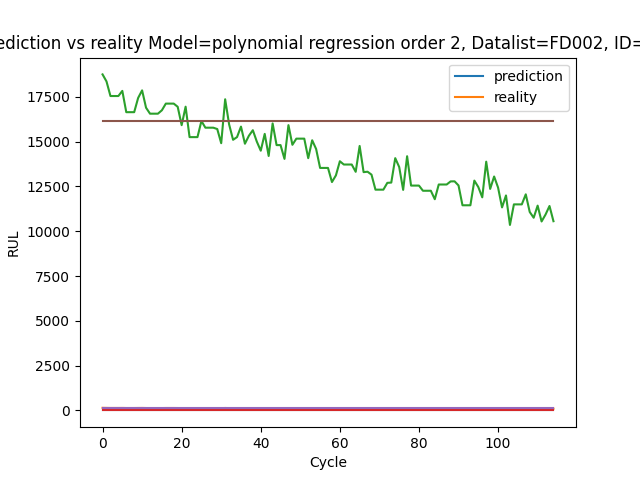 ediction vs reality Model=polynomial regression order 2, Datalist=FD002, ID=
prediction
reality
17500
15000
12500
10000
7500
5000
2500
0
RUL
0 20 40 60 80 100
Cycle